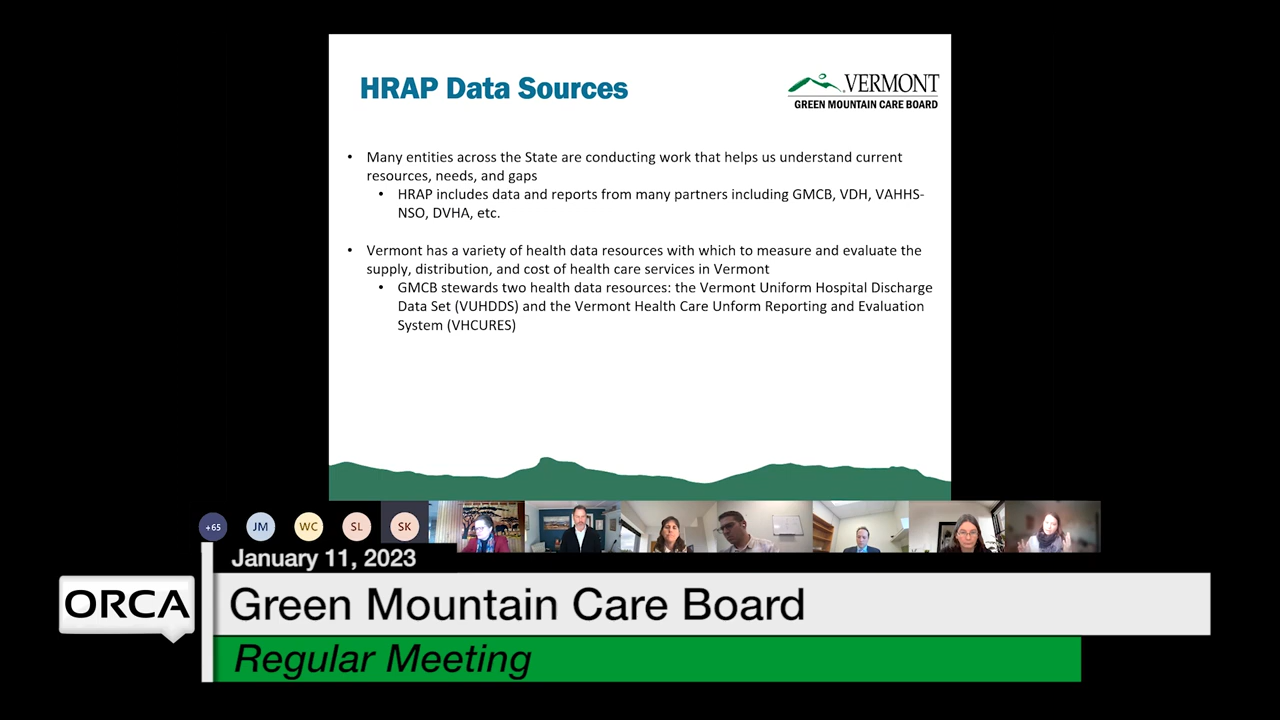 HRAP Data Sources
VERMONT
GREEN MOUNTAIN CARE BOARD
• Many entities across the State are conducting work that helps us understand current
resources, needs, and gaps
• HRAP includes data and reports from many partners including GMCB, VDH, VAHHS-
NSO, DVHA, etc.
• Vermont has a variety of health data resources with which to measure and evaluate the
supply, distribution, and cost of health care services in Vermont
• GMCB stewards two health data resources: the Vermont Uniform Hospital Discharge
Data Set (VUHDDS) and the Vermont Health Care Unform Reporting and Evaluation
System (VHCURES)
+65 JM WC SL SK
January 11, 2023
ORCA
Green Mountain Care Board
Regular Meeting